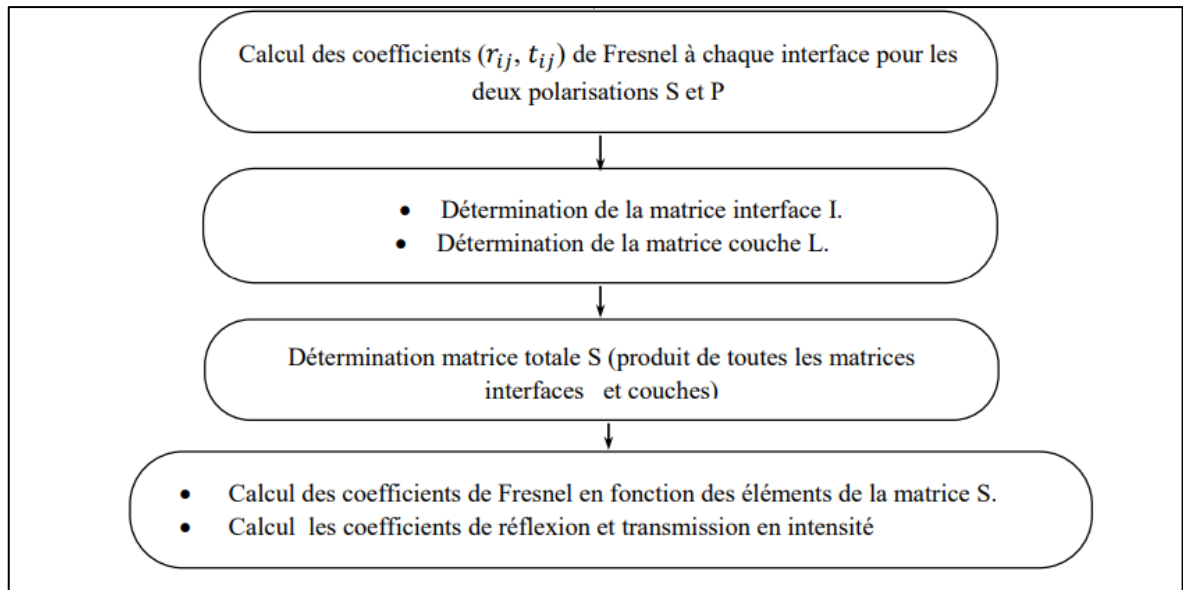 Calcul des coefficients (r_ij, t_ij) de Fresnel à chaque interface pour les
deux polarisations S et P
• Détermination de la matrice interface I.
• Détermination de la matrice couche L.
Détermination matrice totale S (produit de toutes les matrices
interfaces et couches)
• Calcul des coefficients de Fresnel en fonction des éléments de la matrice S.
• Calcul les coefficients de réflexion et transmission en intensité